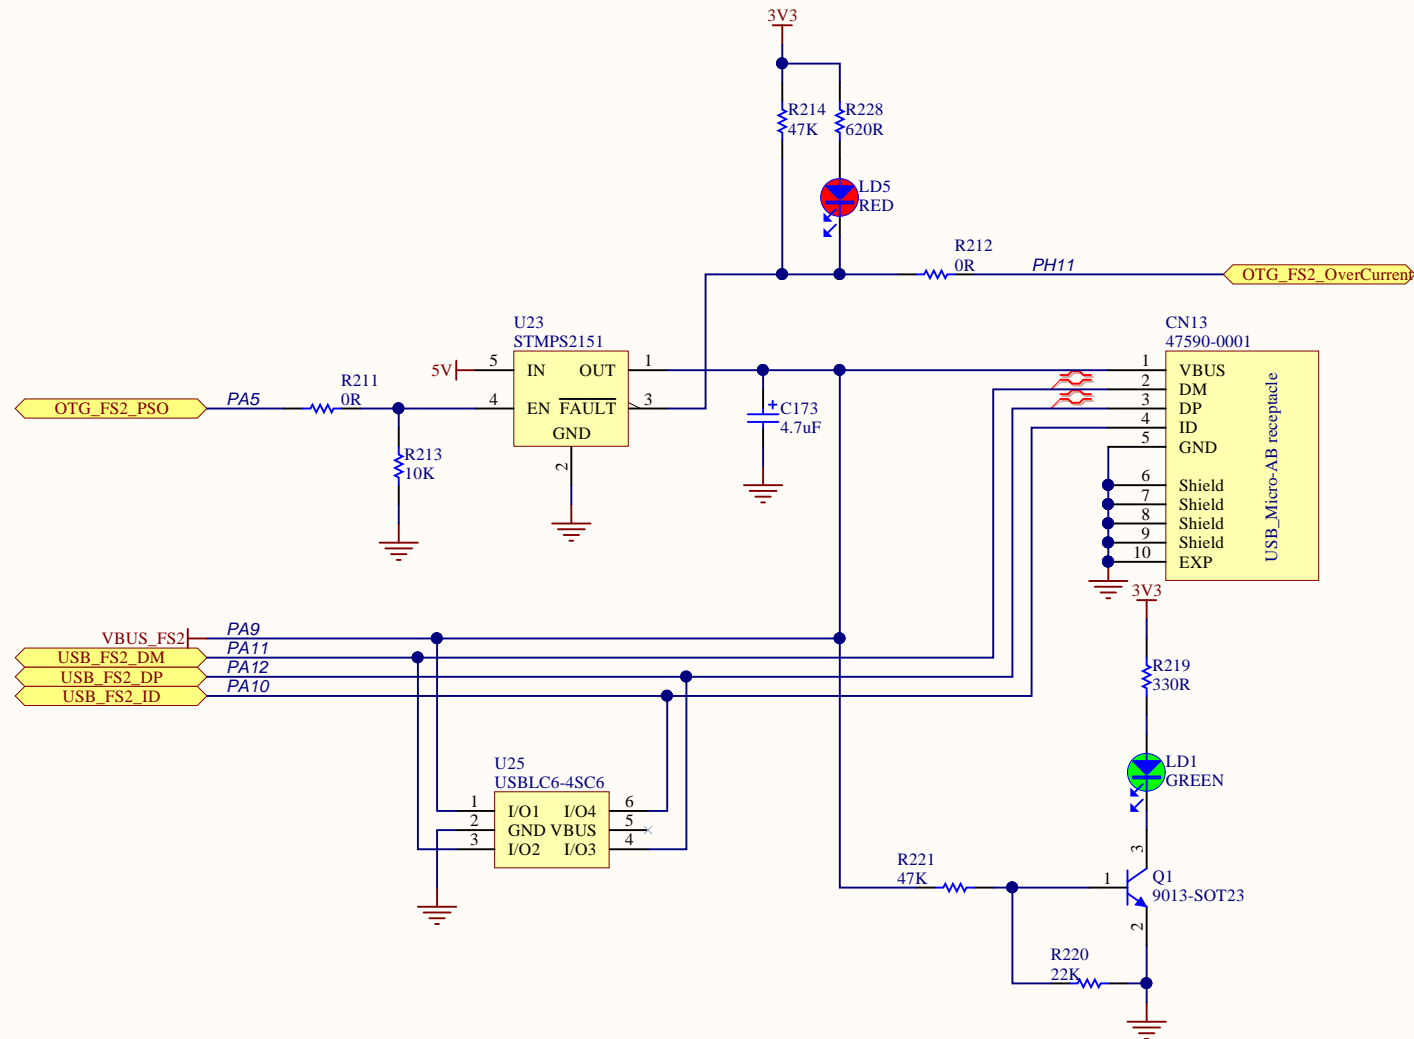 3V3
R214
47K
R228
620R
LD5
RED
R212
0R
PH11
OTG_FS2_OverCurrent
U23
STMPS2151
5V
5
IN
OUT
1
4
EN
FAULT
3
GND
2
OTG_FS2_PSO
PA5
R211
0R
R213
10K
+
C173
4.7uF
CN13
47590-0001
1
VBUS
2
DM
3
DP
4
ID
5
GND
6
Shield
7
Shield
8
Shield
9
Shield
10
EXP
USB_Micro-AB receptacle
VBUS_FS2
PA9
USB_FS2_DM
PA11
USB_FS2_DP
PA12
USB_FS2_ID
PA10
U25
USBLC6-4SC6
1
I/O1
I/O4
6
2
GND
VBUS
5
3
I/O2
I/O3
4
3V3
R219
330R
LD1
GREEN
3
R221
47K
1
Q1
9013-SOT23
2
R220
22K